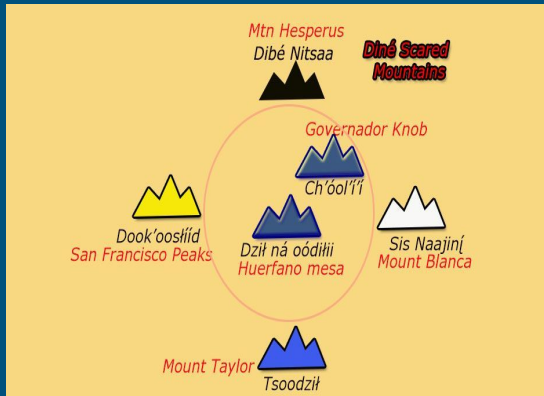 Mtn Hesperus
Dibé Nitsaa
Diné Scared
Mountains
Governador Knob
Ch'óol'í'í
Dook'oosłííd
San Francisco Peaks
Dził ná oódiłii
Huerfano mesa
Sis Naajiní
Mount Blanca
Mount Taylor
Tsoodził